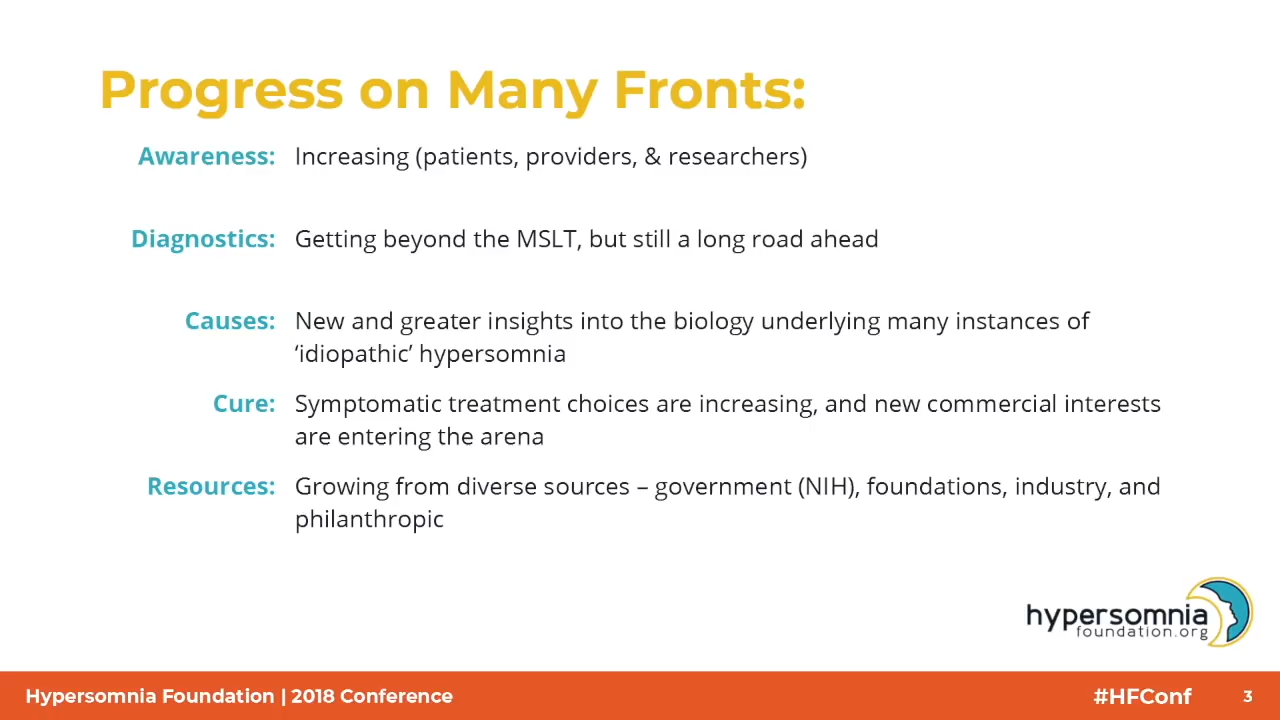 Progress on Many Fronts:
Awareness: Increasing (patients, providers, & researchers)
Diagnostics: Getting beyond the MSLT, but still a long road ahead
Causes: New and greater insights into the biology underlying many instances of
‘idiopathic’ hypersomnia
Cure: Symptomatic treatment choices are increasing, and new commercial interests
are entering the arena
Resources: Growing from diverse sources – government (NIH), foundations, industry, and
philanthropic
hypersomnia
foundation.org
Hypersomnia Foundation | 2018 Conference #HFConf 3